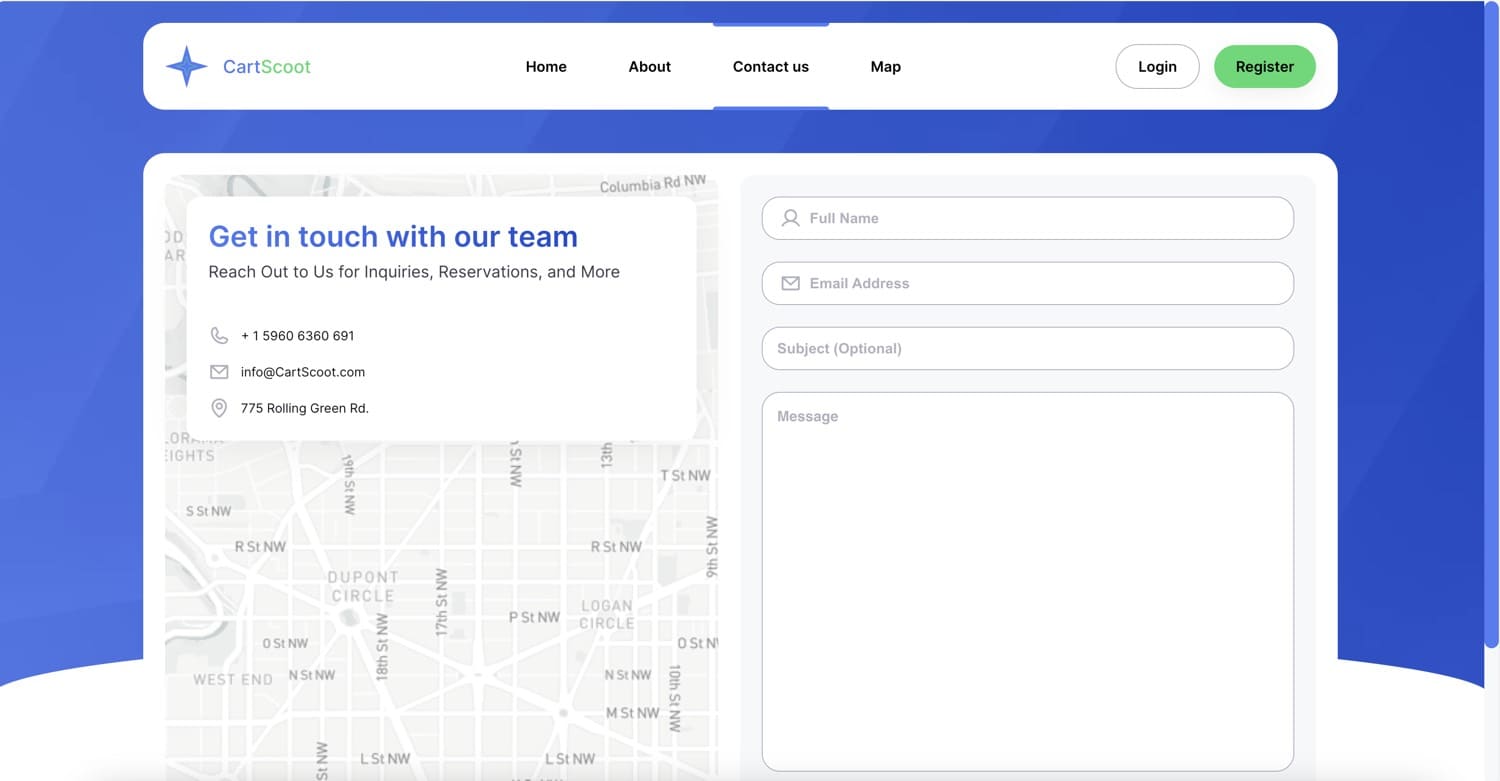 CartScoot
Home
About
Contact us
Map
Login
Register
Columbia Rd NW
Get in touch with our team
Reach Out to Us for Inquiries, Reservations, and More
+ 1 5960 6360 691
info@CartScoot.com
775 Rolling Green Rd.
EIGHTS
19th St NW
St NW
13th
T St NW
S St NW
R St NW
R St NW
9th St NW
DUPONT
CIRCLE
17th St NW
LOGAN
CIRCLE
P St NW
O St NW
18th St NW
O St N
WEST END
N St NW
N St NW
10th St NW
M St NW
L St NW
L St NW
St NW
Full Name
Email Address
Subject (Optional)
Message